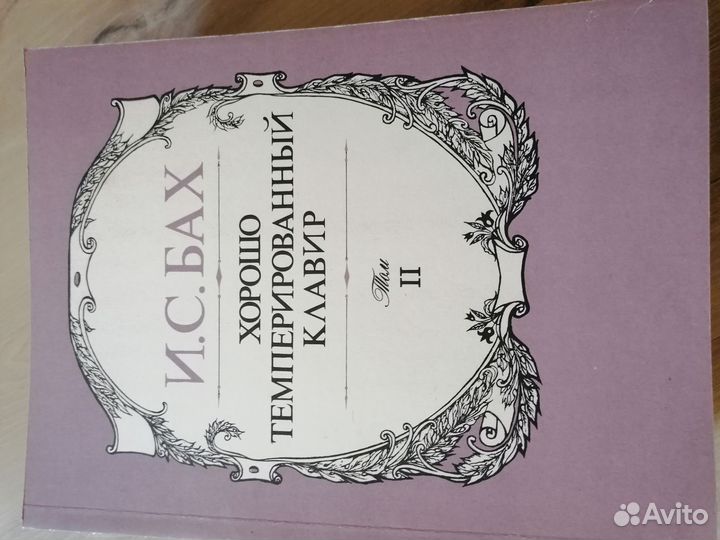 И.С.БАХ
ХОРОШО
ТЕМПЕРИРОВАННЫЙ
КЛАВИР
Том
II
Avito